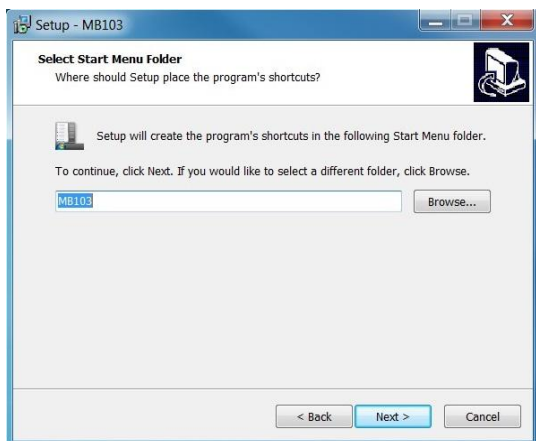 Setup - MB103
Select Start Menu Folder
Where should Setup place the program's shortcuts?
Setup will create the program's shortcuts in the following Start Menu folder.
To continue, click Next. If you would like to select a different folder, click Browse.
MB103
Browse...
< Back
Next >
Cancel